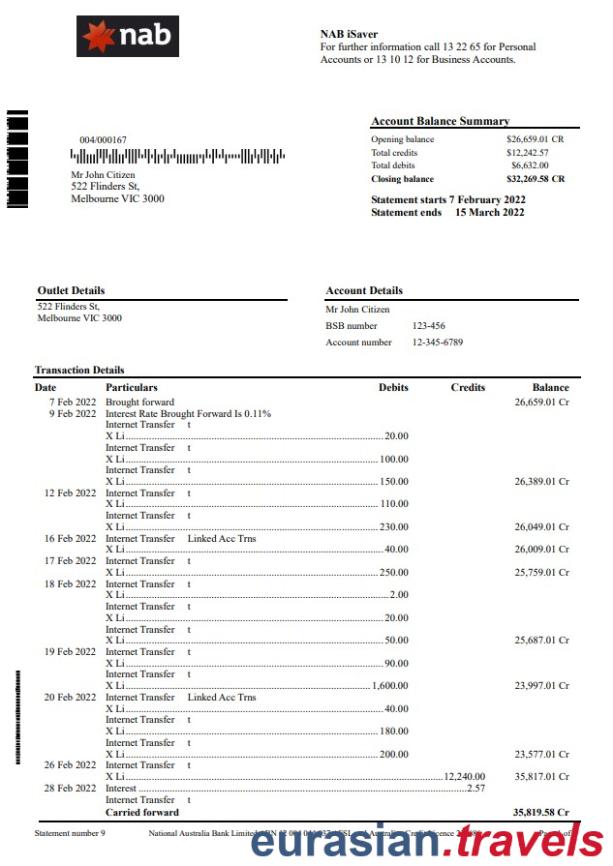 nab
NAB iSaver
For further information call 13 22 65 for Personal
Accounts or 13 10 12 for Business Accounts.
Account Balance Summary
Opening balance $26,659.01 CR
Total credits $12,242.57
Total debits $6,632.00
Closing balance $32,269.58 CR
Statement starts 7 February 2022
Statement ends 15 March 2022
004/000167
Mr John Citizen
522 Flinders St,
Melbourne VIC 3000
Outlet Details
522 Flinders St,
Melbourne VIC 3000
Account Details
Mr John Citizen
BSB number 123-456
Account number 12-345-6789
Transaction Details
Date Particulars Debits Credits Balance
7 Feb 2022 Brought forward 26,659.01 Cr
9 Feb 2022 Interest Rate Brought Forward Is 0.11%
Internet Transfer t
X Li 20.00
Internet Transfer t
X Li 100.00
Internet Transfer t
X Li 150.00 26,389.01 Cr
12 Feb 2022 Internet Transfer t
X Li 110.00
Internet Transfer t
X Li 230.00 26,049.01 Cr
16 Feb 2022 Internet Transfer Linked Acc Trns
X Li 40.00 26,009.01 Cr
17 Feb 2022 Internet Transfer t
X Li 250.00 25,759.01 Cr
18 Feb 2022 Internet Transfer t
X Li 2.00
Internet Transfer t
X Li 20.00
Internet Transfer t
X Li 50.00 25,687.01 Cr
19 Feb 2022 Internet Transfer t
X Li 90.00
Internet Transfer t
X Li 1,600.00 23,997.01 Cr
20 Feb 2022 Internet Transfer Linked Acc Trns
X Li 40.00
Internet Transfer t
X Li 180.00
Internet Transfer t
X Li 200.00 23,577.01 Cr
26 Feb 2022 Internet Transfer t
X Li 12,240.00 35,817.01 Cr
28 Feb 2022 Interest 2.57
Internet Transfer t
Carried forward 35,819.58 Cr
Statement number 9 National Australia Bank Limited
eurasian.travels